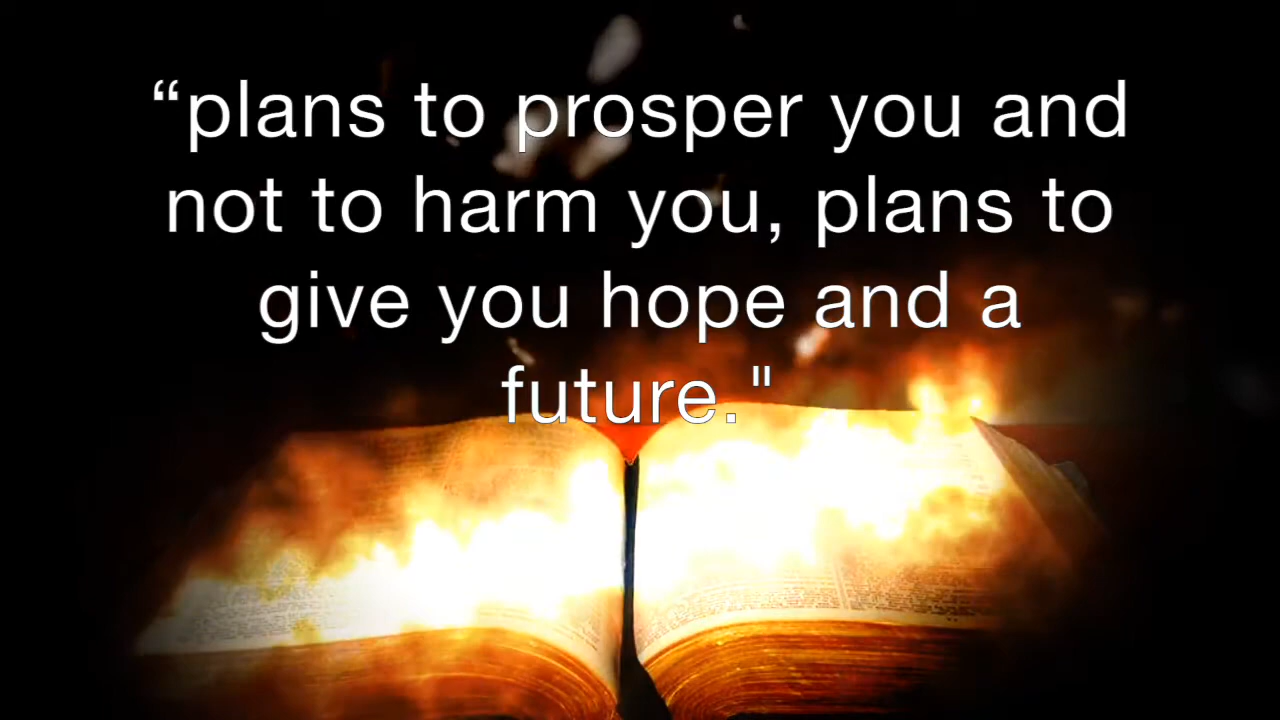 “plans to prosper you and
not to harm you, plans to
give you hope and a
future."